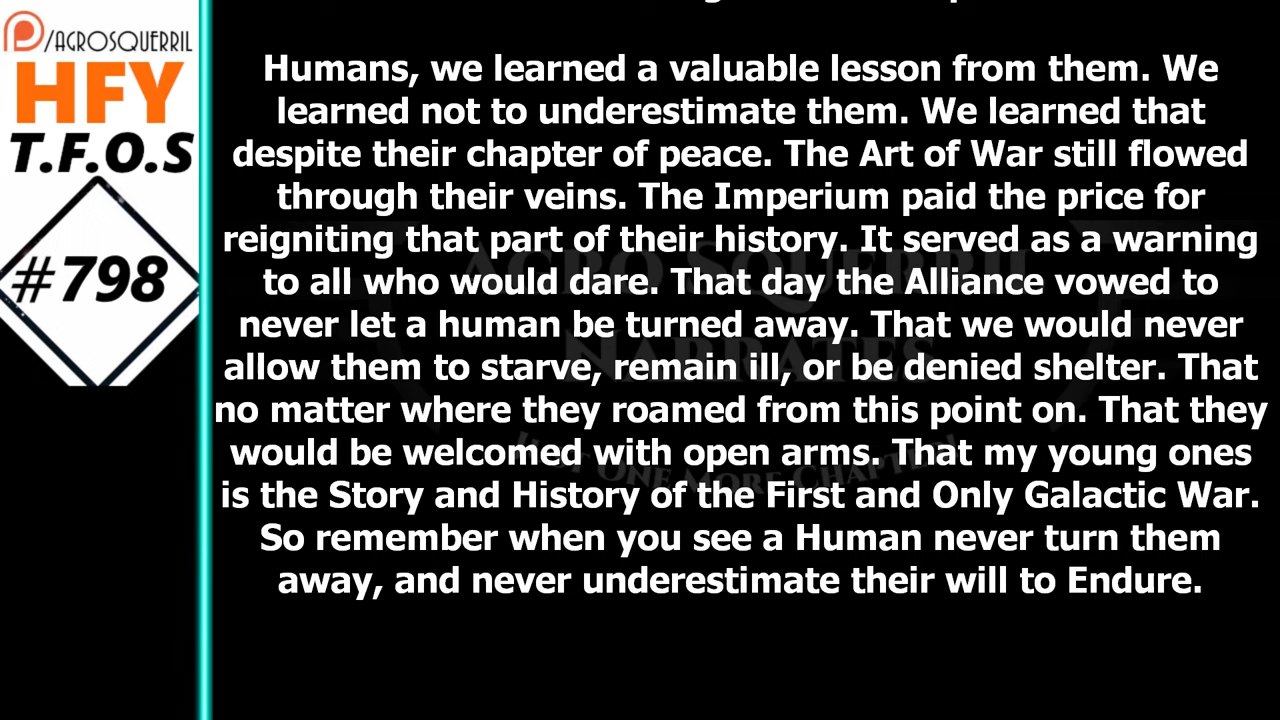 /AGROSQUERRIL
HFY
T.F.O.S
#798
Humans, we learned a valuable lesson from them. We
learned not to underestimate them. We learned that
despite their chapter of peace. The Art of War still flowed
through their veins. The Imperium paid the price for
reigniting that part of their history. It served as a warning
to all who would dare. That day the Alliance vowed to
never let a human be turned away. That we would never
allow them to starve, remain ill, or be denied shelter. That
no matter where they roamed from this point on. That they
would be welcomed with open arms. That my young ones
is the Story and History of the First and Only Galactic War.
So remember when you see a Human never turn them
away, and never underestimate their will to Endure.
Agro Squerril
Narrates